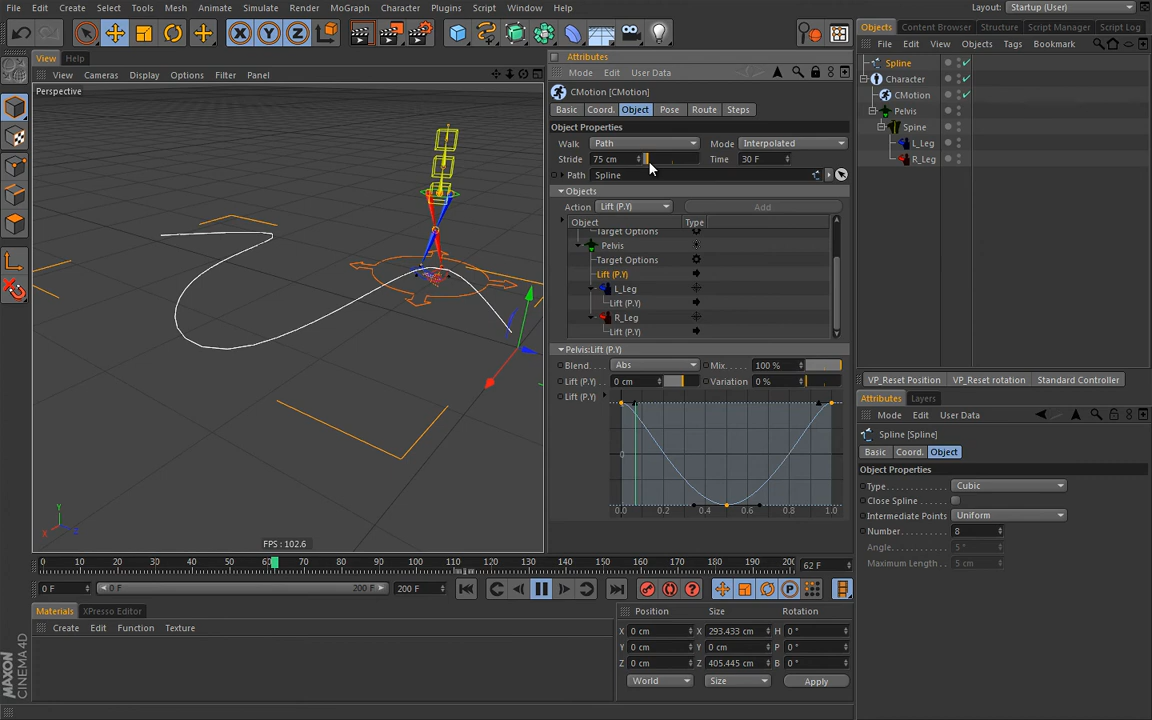 File Edit Create Select Tools Mesh Animate Simulate Render MoGraph Character Plugins Script Window Help Layout: Startup (User)
View Help
View Cameras Display Options Filter Panel
Perspective
FPS : 102.6
Attributes
Mode Edit User Data
CMotion [CMotion]
Basic Coord. Object Pose Route Steps
Object Properties
Walk Path Mode Interpolated
Stride 75 cm Time 30 F
Path Spline
Objects
Action Lift (P.Y) Add
Object Type
Target Options
Pelvis
Target Options
Lift (P.Y)
L_Leg
Lift (P.Y)
R_Leg
Lift (P.Y)
Pelvis:Lift (P.Y)
Blend. . . . Abs Mix. . . . . 100 %
Lift (P.Y) 0 cm Variation 0 %
Lift (P.Y)
0
0.0 0.2 0.4 0.6 0.8 1.0
Objects Content Browser Structure Script Manager Script Log
File Edit View Objects Tags Bookmark
Spline
Character
CMotion
Pelvis
Spine
L_Leg
R_Leg
VP_Reset Position VP_Reset rotation Standard Controller
Attributes Layers
Mode Edit User Data
Spline [Spline]
Basic Coord. Object
Object Properties
Type. . . . . . . . . . . . Cubic
Close Spline . . . . .
Intermediate Points Uniform
Number. . . . . . . . . 8
Angle. . . . . . . . . . . 5 °
Maximum Length . 5 cm
0 10 20 30 40 50 60 70 80 90 100 110 120 130 140 150 160 170 180 190 200 62 F
0 F 0 F 200 F 200 F
Materials XPresso Editor
Create Edit Function Texture
Position Size Rotation
X 0 cm X 293.433 cm H 0 °
Y 0 cm Y 0 cm P 0 °
Z 0 cm Z 405.445 cm B 0 °
World Size Apply
MAXON
CINEMA 4D
X Y Z